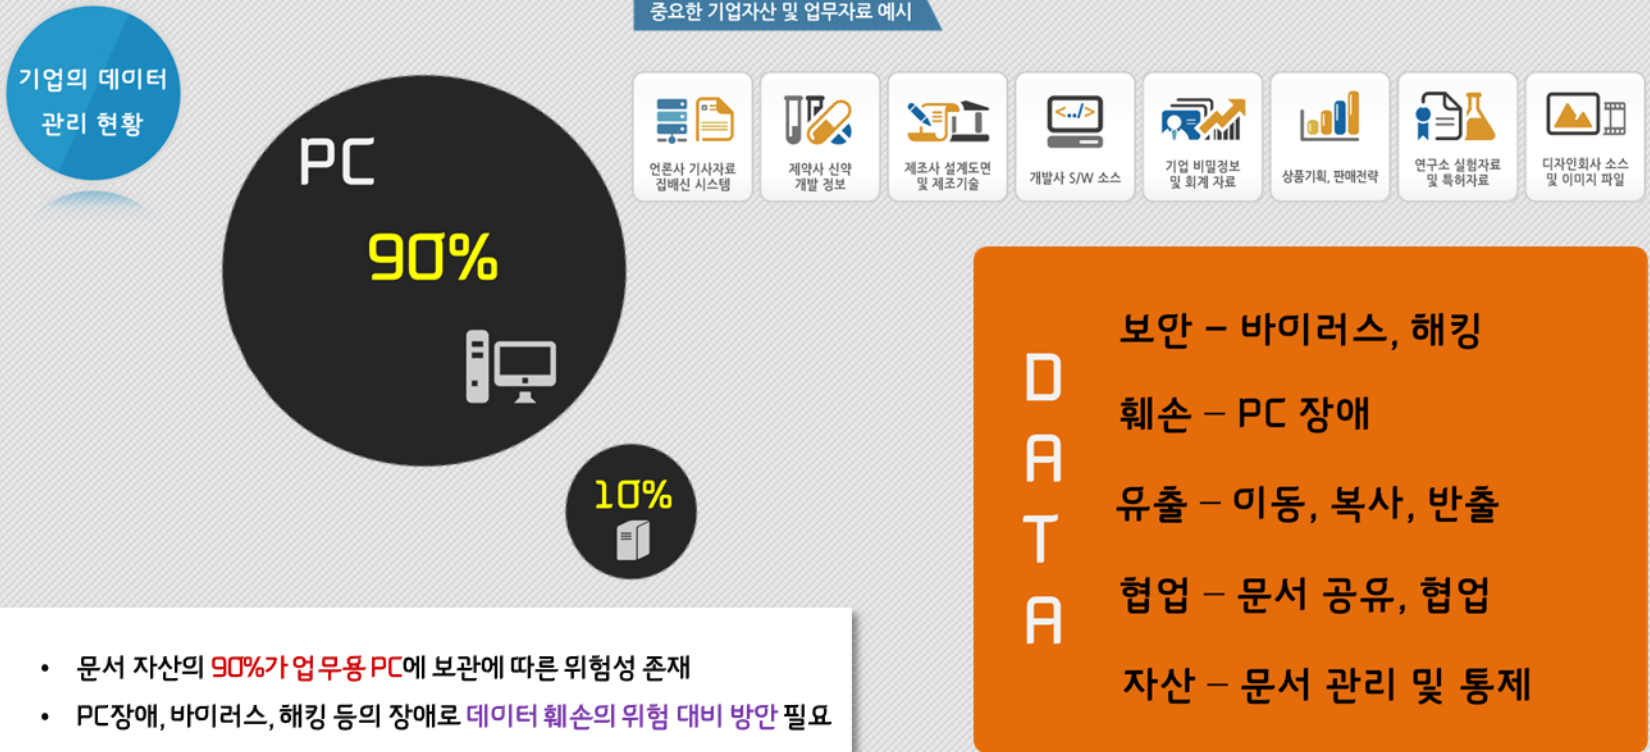 중요한 기업자산 및 업무자료 예시
기업의 데이터
관리 현황
언론사 기사자료
집배신 시스템
제약사 신약
개발 정보
제조사 설계도면
및 제조기술
<../>
개발사 S/W 소스
기업 비밀정보
및 회계 자료
상품기획, 판매전략
연구소 실험자료
및 특허자료
디자인회사 소스
및 이미지 파일
PC
90%
10%
DATA
보안 – 바이러스, 해킹
훼손 – PC 장애
유출 – 이동, 복사, 반출
협업 – 문서 공유, 협업
자산 – 문서 관리 및 통제
• 문서 자산의 90%가 업무용 PC에 보관에 따른 위험성 존재
• PC장애, 바이러스, 해킹 등의 장애로 데이터 훼손의 위험 대비 방안 필요